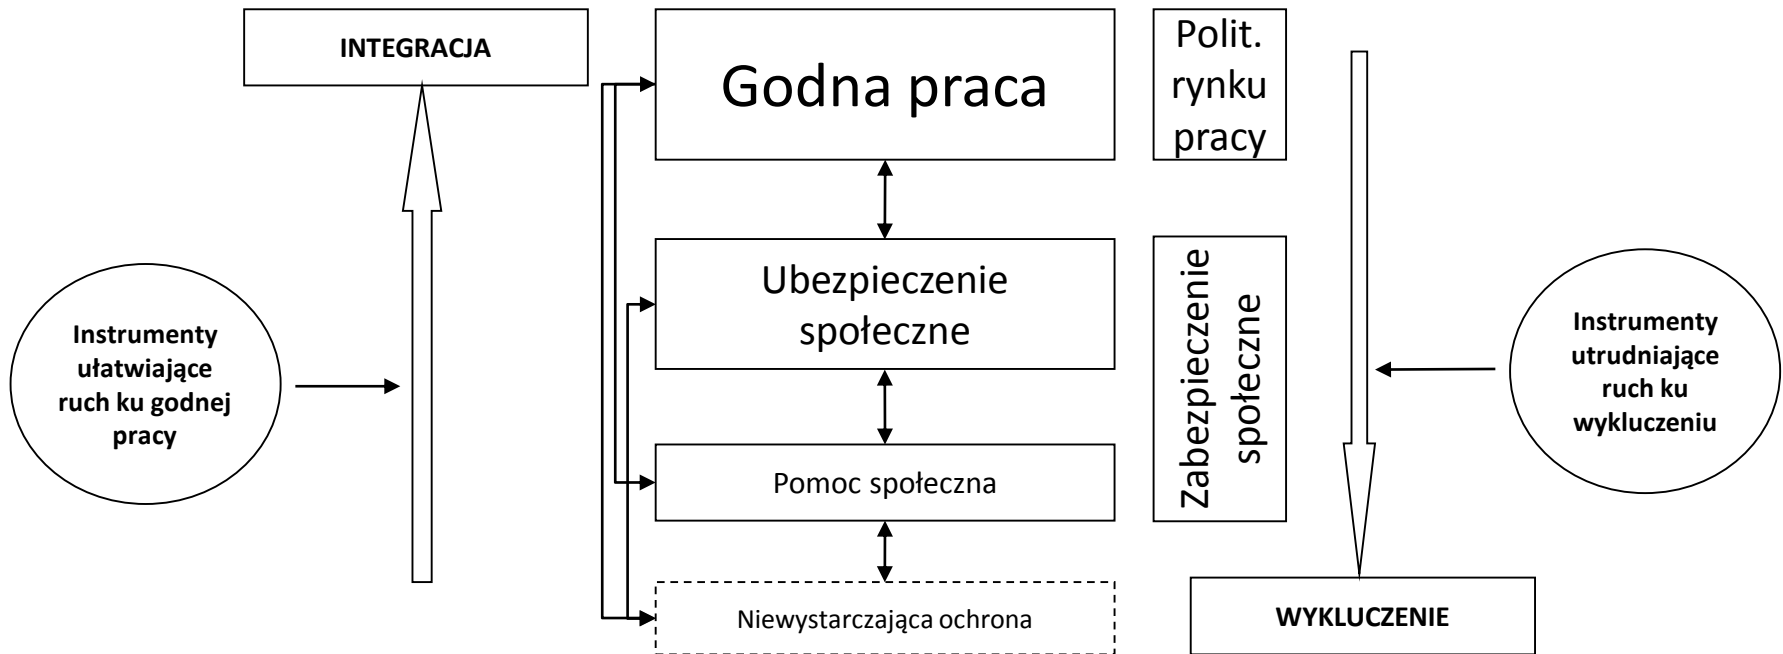 INTEGRACJA
Godna praca
Polit.
rynku
pracy
Instrumenty
ułatwiające
ruch ku godnej
pracy
Ubezpieczenie
społeczne
Zabezpieczenie
społeczne
Instrumenty
utrudniające
ruch ku
wykluczeniu
Pomoc społeczna
Niewystarczająca ochrona
WYKLUCZENIE